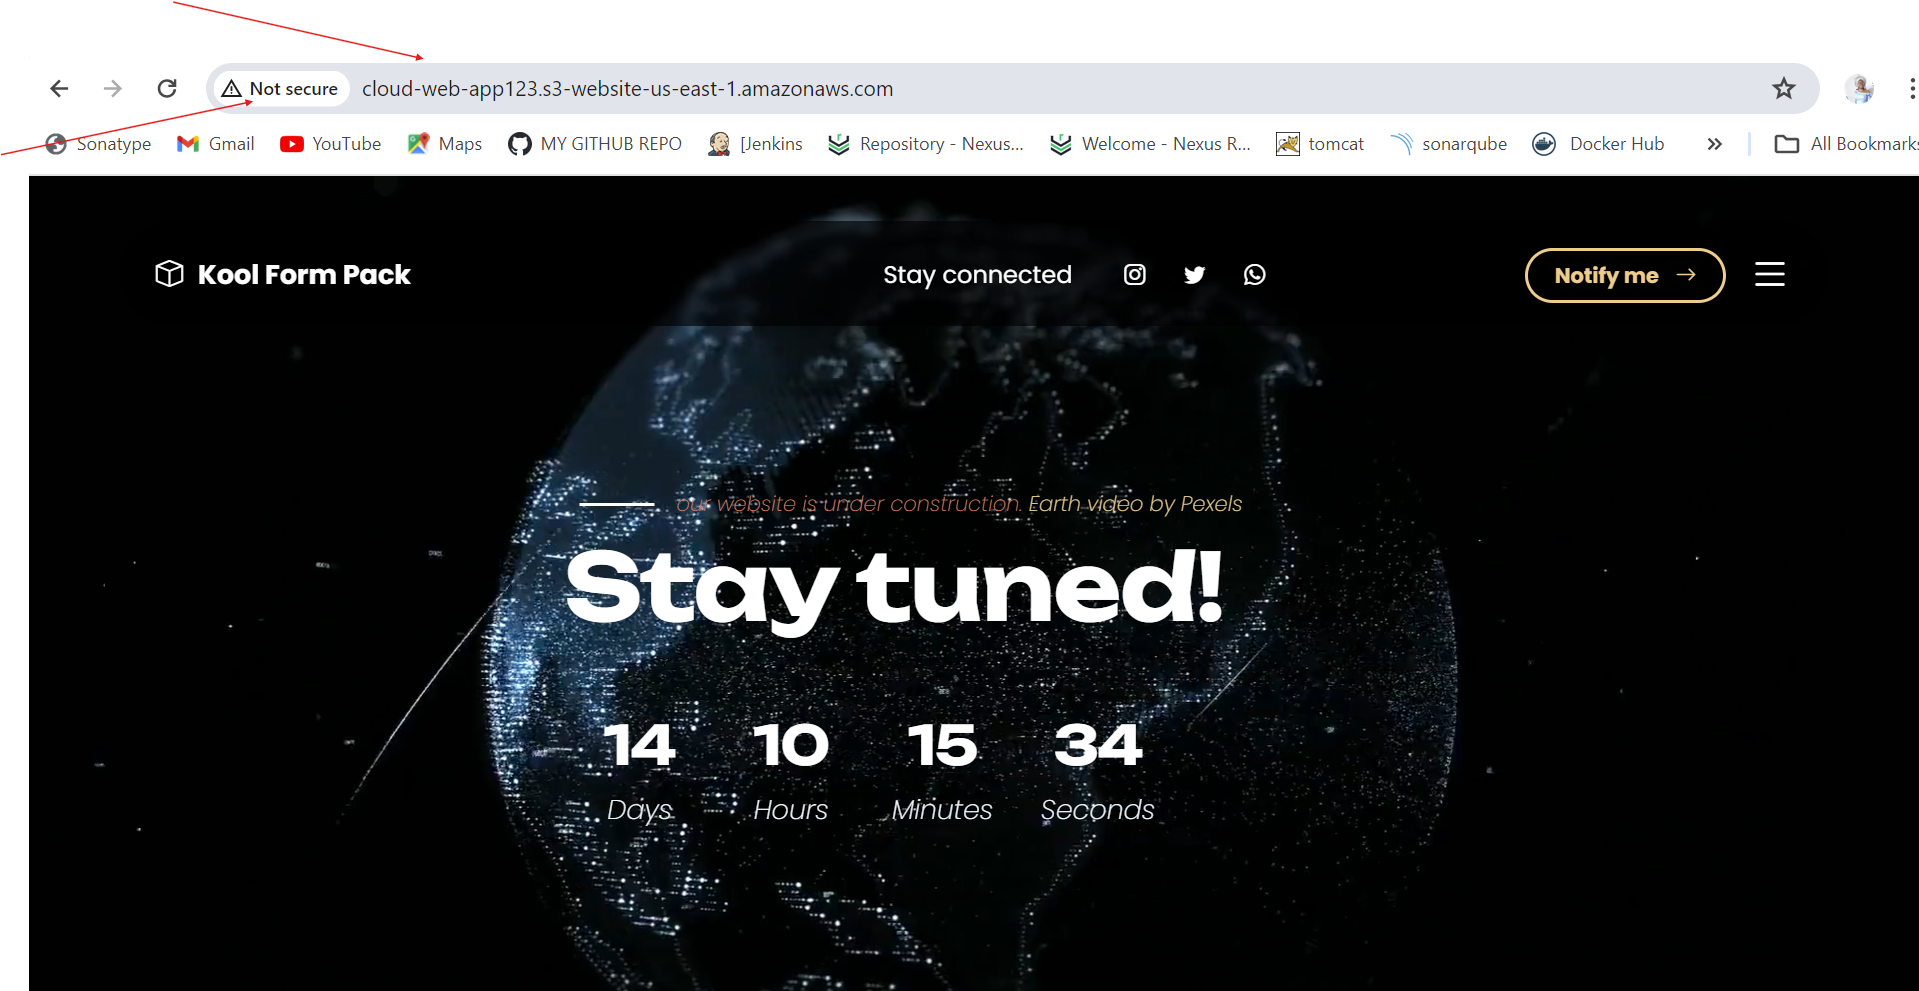 Not secure cloud-web-app123.s3-website-us-east-1.amazonaws.com
Sonatype Gmail YouTube Maps MY GITHUB REPO [Jenkins Repository - Nexus... Welcome - Nexus R... tomcat sonarqube Docker Hub » All Bookmarks
Kool Form Pack Stay connected Notify me →
our website is under construction. Earth video by Pexels
Stay tuned!
14 10 15 34
Days Hours Minutes Seconds